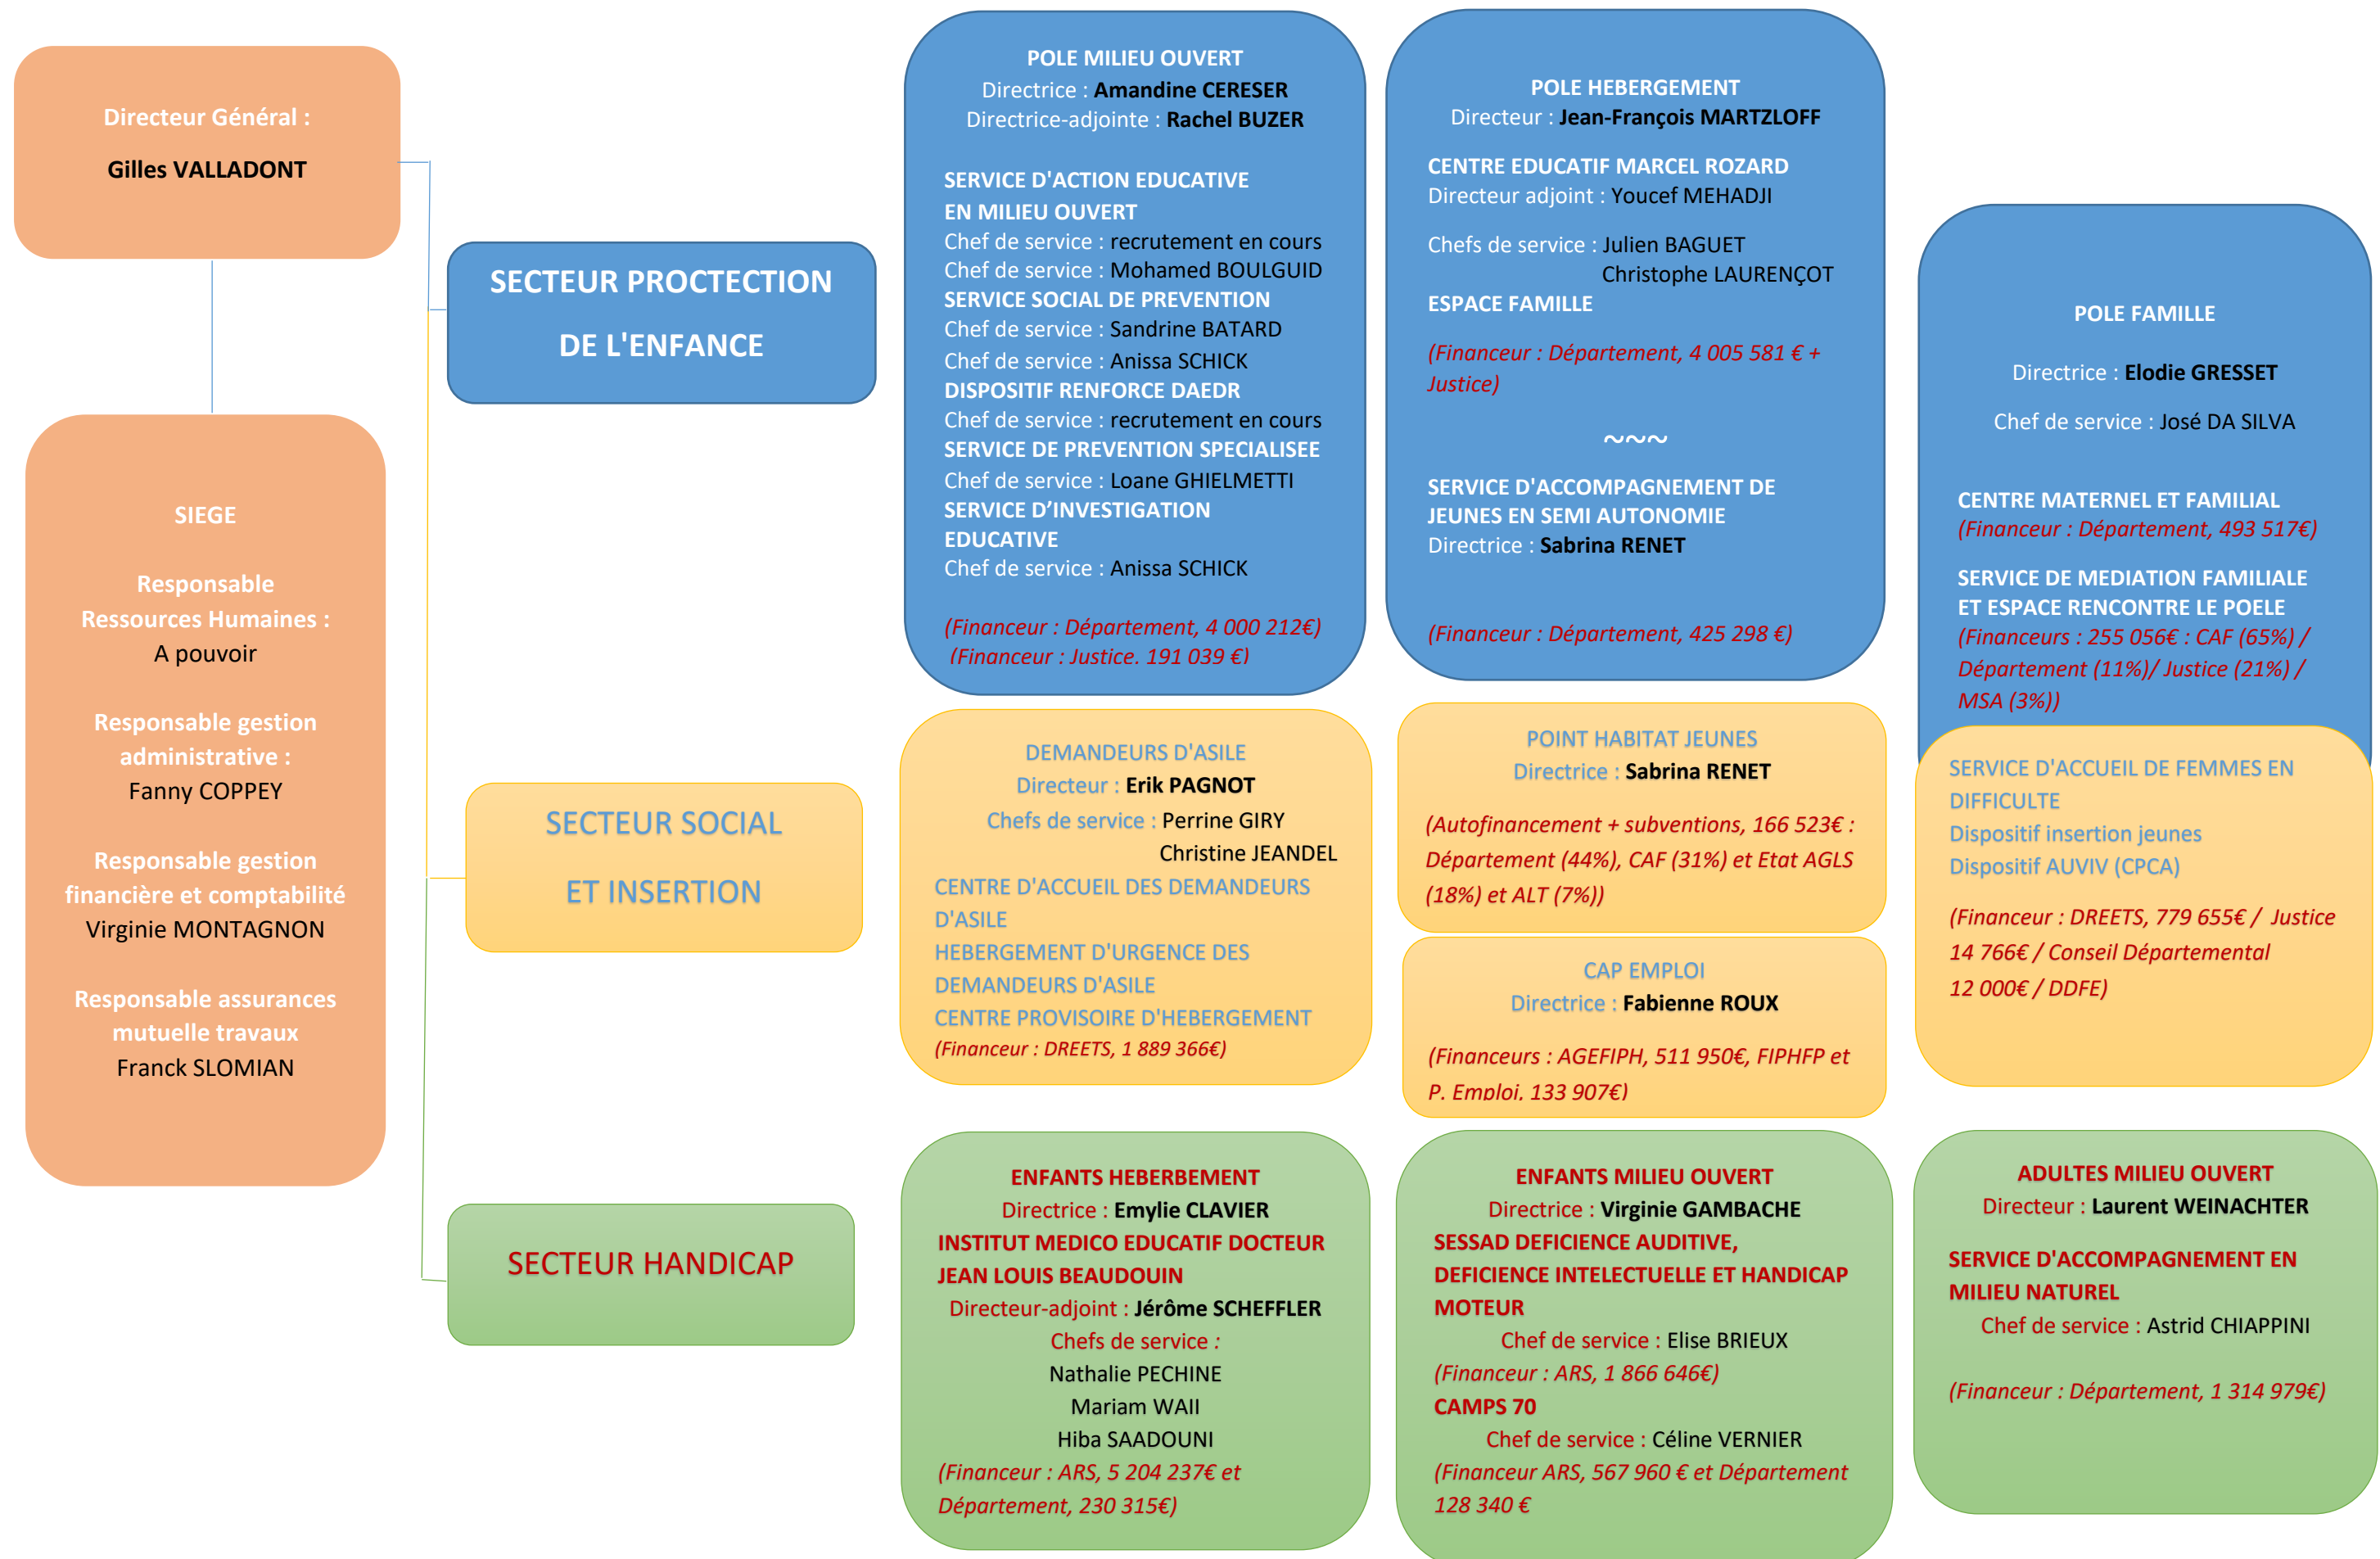 Directeur Général :
Gilles VALLADONT
SIEGE
Responsable
Ressources Humaines :
A pouvoir
Responsable gestion
administrative :
Fanny COPPEY
Responsable gestion
financière et comptabilité
Virginie MONTAGNON
Responsable assurances
mutuelle travaux
Franck SLOMIAN
SECTEUR PROCTECTION
DE L'ENFANCE
POLE MILIEU OUVERT
Directrice : Amandine CERESER
Directrice-adjointe : Rachel BUZER
SERVICE D'ACTION EDUCATIVE
EN MILIEU OUVERT
Chef de service : recrutement en cours
Chef de service : Mohamed BOULGUID
SERVICE SOCIAL DE PREVENTION
Chef de service : Sandrine BATARD
Chef de service : Anissa SCHICK
DISPOSITIF RENFORCE DAEDR
Chef de service : recrutement en cours
SERVICE DE PREVENTION SPECIALISEE
Chef de service : Loane GHIELMETTI
SERVICE D’INVESTIGATION
EDUCATIVE
Chef de service : Anissa SCHICK
(Financeur : Département, 4 000 212€)
(Financeur : Justice, 191 039 €)
POLE HEBERGEMENT
Directeur : Jean-François MARTZLOFF
CENTRE EDUCATIF MARCEL ROZARD
Directeur adjoint : Youcef MEHADJI
Chefs de service : Julien BAGUET
Christophe LAURENÇOT
ESPACE FAMILLE
(Financeur : Département, 4 005 581 € +
Justice)
~~~
SERVICE D'ACCOMPAGNEMENT DE
JEUNES EN SEMI AUTONOMIE
Directrice : Sabrina RENET
(Financeur : Département, 425 298 €)
POLE FAMILLE
Directrice : Elodie GRESSET
Chef de service : José DA SILVA
CENTRE MATERNEL ET FAMILIAL
(Financeur : Département, 493 517€)
SERVICE DE MEDIATION FAMILIALE
ET ESPACE RENCONTRE LE POELE
(Financeurs : 255 056€ : CAF (65%) /
Département (11%)/ Justice (21%) /
MSA (3%))
SECTEUR SOCIAL
ET INSERTION
DEMANDEURS D'ASILE
Directeur : Erik PAGNOT
Chefs de service : Perrine GIRY
Christine JEANDEL
CENTRE D'ACCUEIL DES DEMANDEURS
D'ASILE
HEBERGEMENT D'URGENCE DES
DEMANDEURS D'ASILE
CENTRE PROVISOIRE D'HEBERGEMENT
(Financeur : DREETS, 1 889 366€)
POINT HABITAT JEUNES
Directrice : Sabrina RENET
(Autofinancement + subventions, 166 523€ :
Département (44%), CAF (31%) et Etat AGLS
(18%) et ALT (7%))
CAP EMPLOI
Directrice : Fabienne ROUX
(Financeurs : AGEFIPH, 511 950€, FIPHFP et
P. Emploi, 133 907€)
SERVICE D'ACCUEIL DE FEMMES EN
DIFFICULTE
Dispositif insertion jeunes
Dispositif AUVIV (CPCA)
(Financeur : DREETS, 779 655€ / Justice
14 766€ / Conseil Départemental
12 000€ / DDFE)
SECTEUR HANDICAP
ENFANTS HEBERBEMENT
Directrice : Emylie CLAVIER
INSTITUT MEDICO EDUCATIF DOCTEUR
JEAN LOUIS BEAUDOUIN
Directeur-adjoint : Jérôme SCHEFFLER
Chefs de service :
Nathalie PECHINE
Mariam WAII
Hiba SAADOUNI
(Financeur : ARS, 5 204 237€ et
Département, 230 315€)
ENFANTS MILIEU OUVERT
Directrice : Virginie GAMBACHE
SESSAD DEFICIENCE AUDITIVE,
DEFICIENCE INTELECTUELLE ET HANDICAP
MOTEUR
Chef de service : Elise BRIEUX
(Financeur : ARS, 1 866 646€)
CAMPS 70
Chef de service : Céline VERNIER
(Financeur ARS, 567 960 € et Département
128 340 €
ADULTES MILIEU OUVERT
Directeur : Laurent WEINACHTER
SERVICE D'ACCOMPAGNEMENT EN
MILIEU NATUREL
Chef de service : Astrid CHIAPPINI
(Financeur : Département, 1 314 979€)